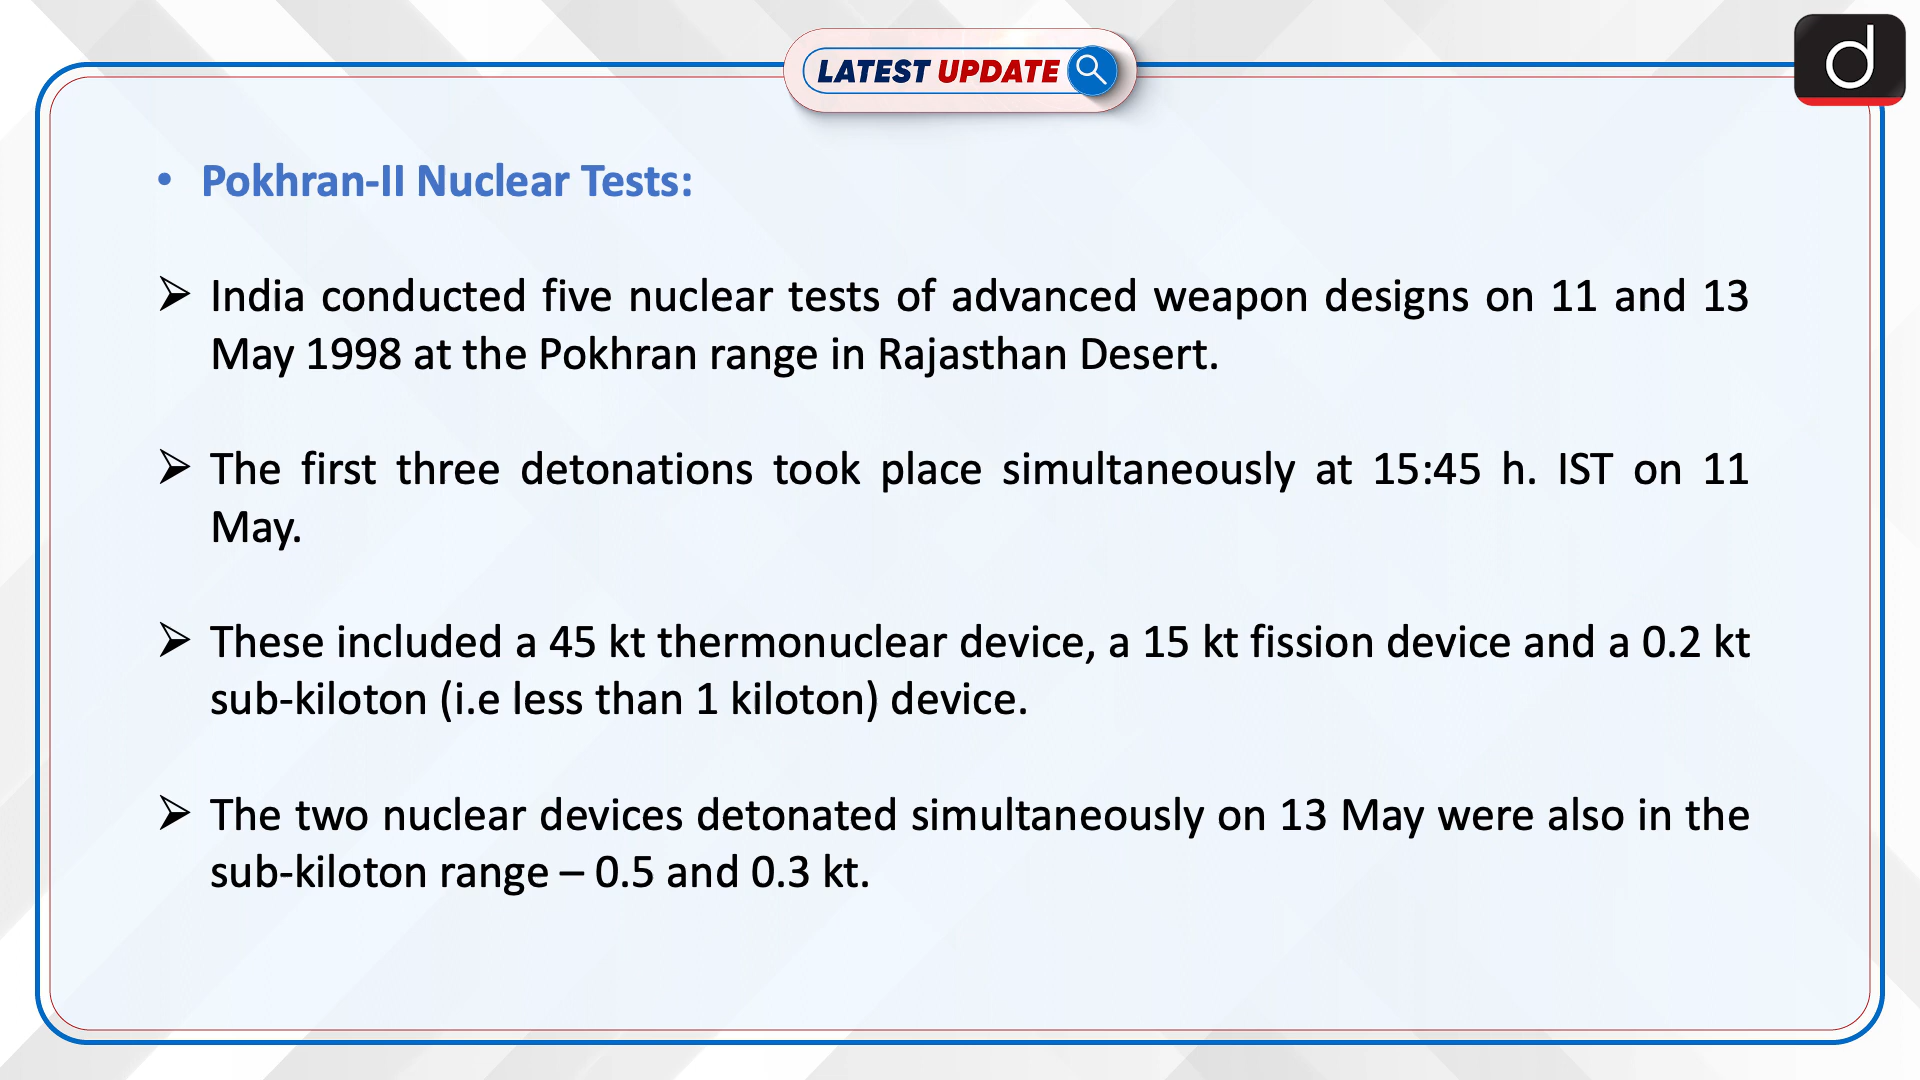 LATEST UPDATE
d
• Pokhran-II Nuclear Tests:
➢ India conducted five nuclear tests of advanced weapon designs on 11 and 13
May 1998 at the Pokhran range in Rajasthan Desert.
➢ The first three detonations took place simultaneously at 15:45 h. IST on 11
May.
➢ These included a 45 kt thermonuclear device, a 15 kt fission device and a 0.2 kt
sub-kiloton (i.e less than 1 kiloton) device.
➢ The two nuclear devices detonated simultaneously on 13 May were also in the
sub-kiloton range – 0.5 and 0.3 kt.